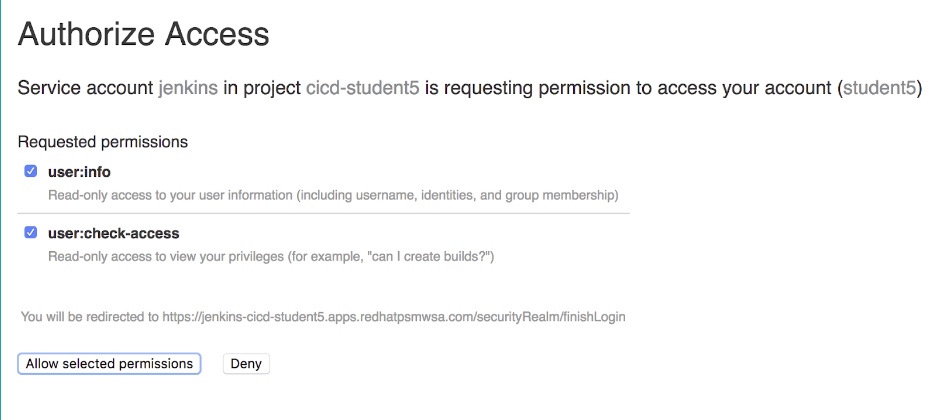 Authorize Access
Service account jenkins in project cicd-student5 is requesting permission to access your account (student5)
Requested permissions
user:info
Read-only access to your user information (including username, identities, and group membership)
user:check-access
Read-only access to view your privileges (for example, "can I create builds?")
You will be redirected to https://jenkins-cicd-student5.apps.redhatpsmwsa.com/securityRealm/finishLogin
Allow selected permissions Deny